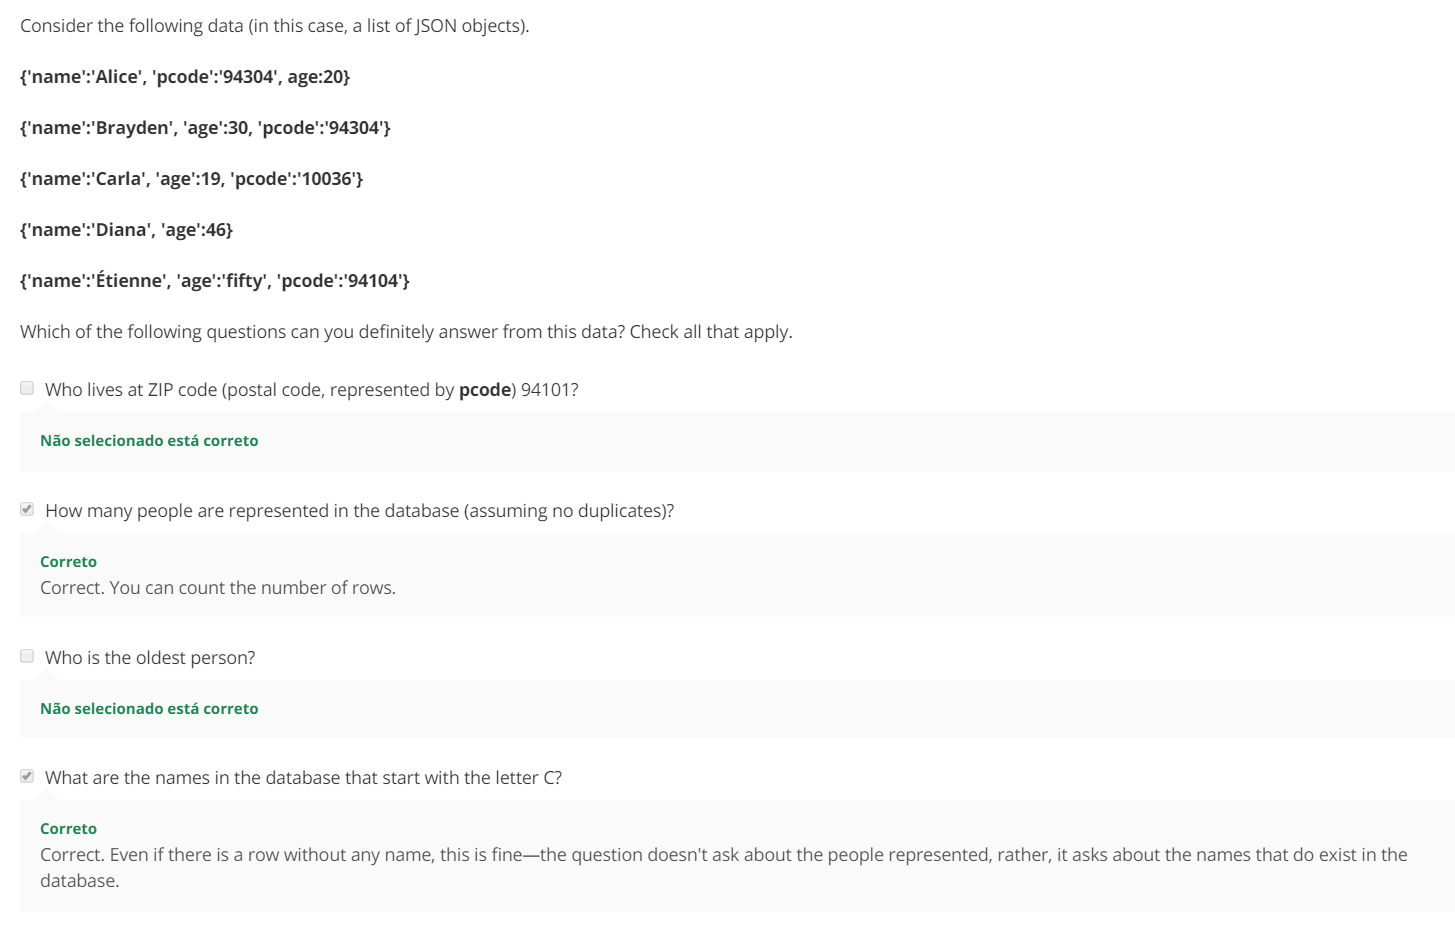 Consider the following data (in this case, a list of JSON objects).
{'name':'Alice', 'pcode':'94304', age:20}
{'name':'Brayden', 'age':30, 'pcode':'94304'}
{'name':'Carla', 'age':19, 'pcode':'10036'}
{'name':'Diana', 'age':46}
{'name':'Étienne', 'age':'fifty', 'pcode':'94104'}
Which of the following questions can you definitely answer from this data? Check all that apply.
Who lives at ZIP code (postal code, represented by pcode) 94101?
Não selecionado está correto
How many people are represented in the database (assuming no duplicates)?
Correto
Correct. You can count the number of rows.
Who is the oldest person?
Não selecionado está correto
What are the names in the database that start with the letter C?
Correto
Correct. Even if there is a row without any name, this is fine—the question doesn't ask about the people represented, rather, it asks about the names that do exist in the
database.